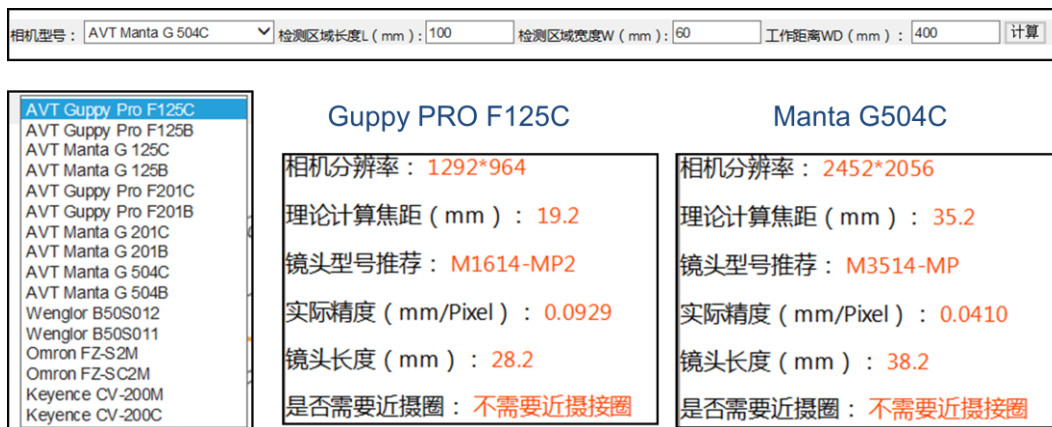 相机型号： AVT Manta G 504C 检测区域长度L（mm）: 100 检测区域宽度W（mm）: 60 工作距离WD（mm）： 400 计算
AVT Guppy Pro F125C
AVT Guppy Pro F125B
AVT Manta G 125C
AVT Manta G 125B
AVT Guppy Pro F201C
AVT Guppy Pro F201B
AVT Manta G 201C
AVT Manta G 201B
AVT Manta G 504C
AVT Manta G 504B
Wenglor B50S012
Wenglor B50S011
Omron FZ-S2M
Omron FZ-SC2M
Keyence CV-200M
Keyence CV-200C
Guppy PRO F125C
相机分辨率： 1292*964
理论计算焦距（mm）： 19.2
镜头型号推荐： M1614-MP2
实际精度（mm/Pixel）： 0.0929
镜头长度（mm）： 28.2
是否需要近摄圈： 不需要近摄接圈
Manta G504C
相机分辨率： 2452*2056
理论计算焦距（mm）： 35.2
镜头型号推荐： M3514-MP
实际精度（mm/Pixel）： 0.0410
镜头长度（mm）： 38.2
是否需要近摄圈： 不需要近摄接圈